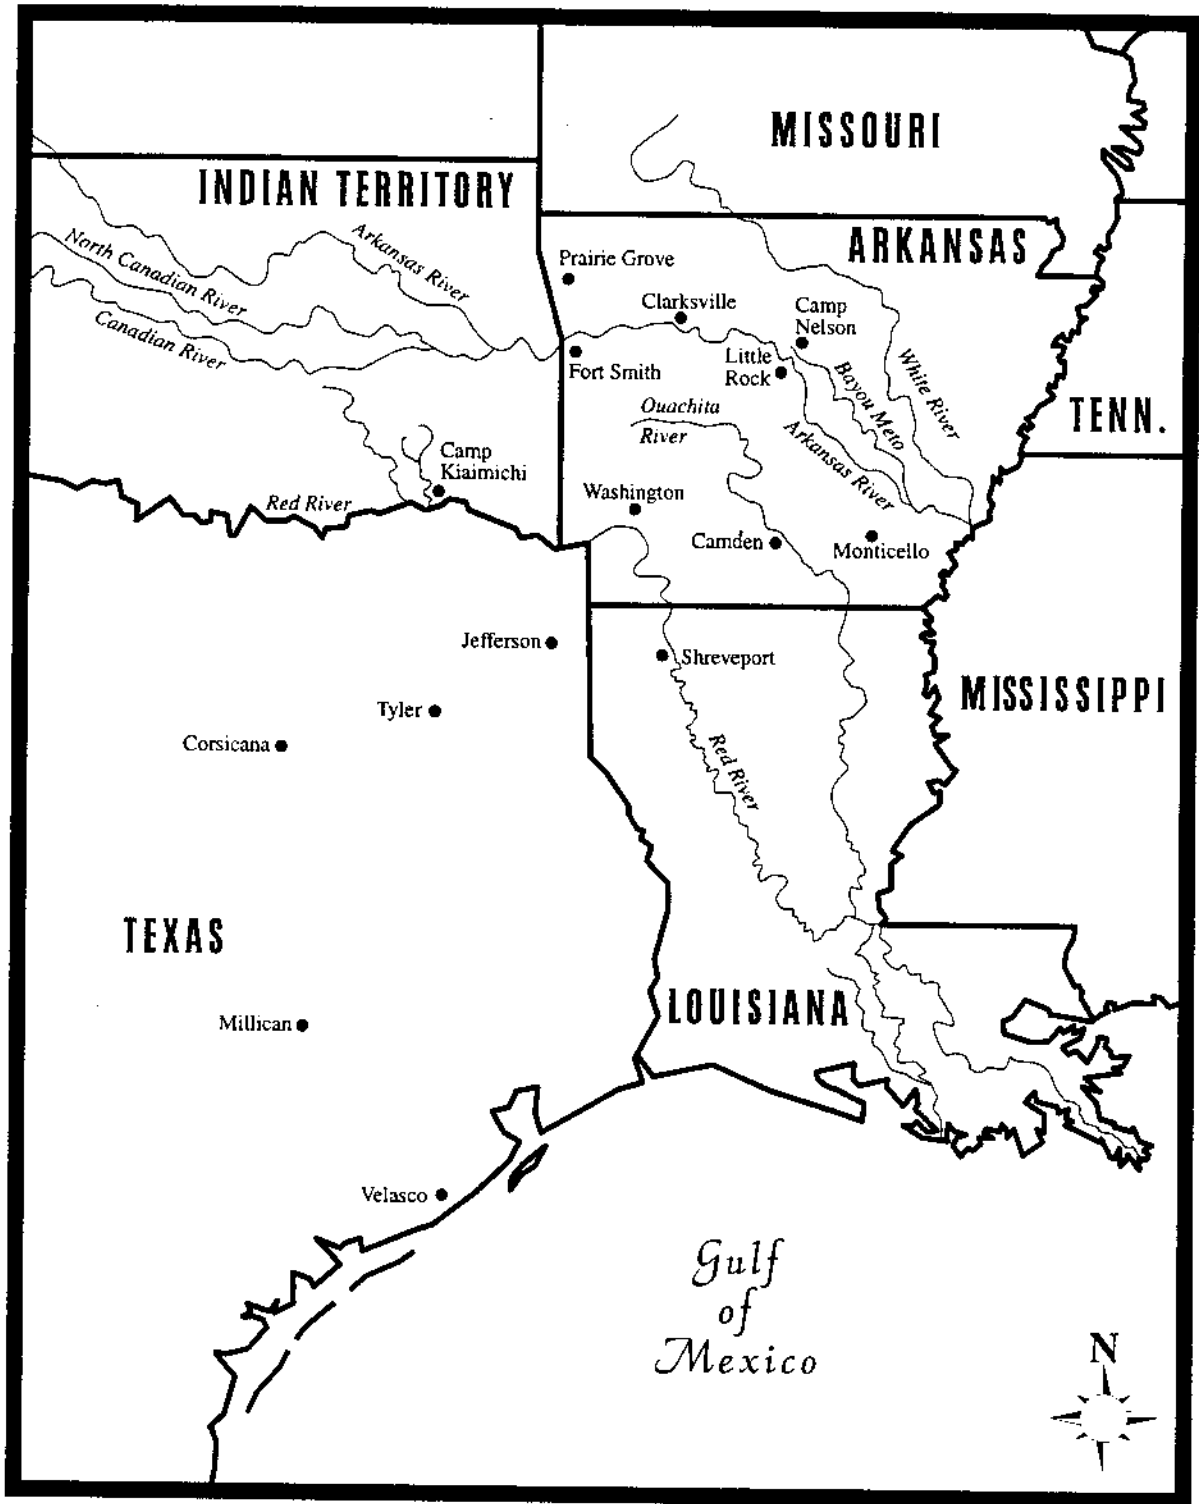 MISSOURI
INDIAN TERRITORY
ARKANSAS
Arkansas River
North Canadian River
Canadian River
Prairie Grove
Clarksville
Camp
Nelson
Little
Rock
Fort Smith
White River
Bayou Meto
Ouachita
River
Arkansas River
TENN.
Camp
Kiaimichi
Red River
Washington
Camden
Monticello
Jefferson
Shreveport
MISSISSIPPI
Tyler
Corsicana
Red River
TEXAS
LOUISIANA
Millican
Velasco
Gulf
of
Mexico
N